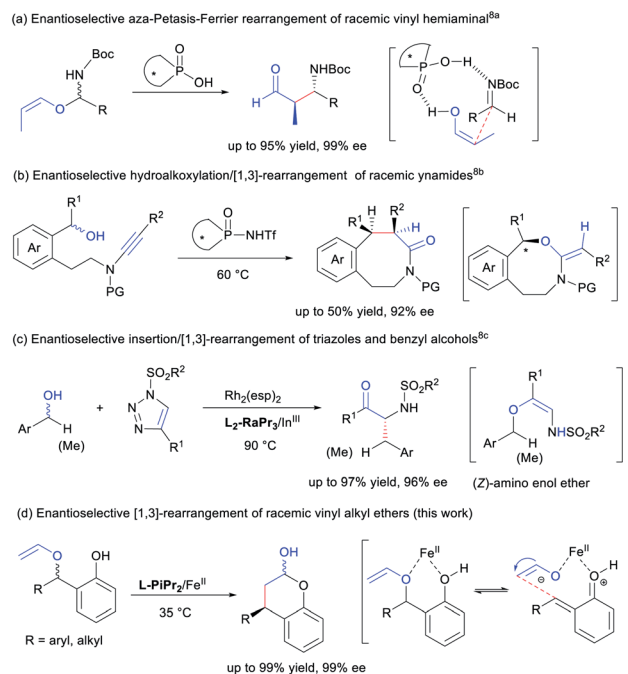 (a) Enantioselective aza-Petasis-Ferrier rearrangement of racemic vinyl hemiaminal8a
Boc
HN
O
R
*
O
P
OH
O
H
NHBoc
R
up to 95% yield, 99% ee
*
P
O
H
O
H
O
NBoc
R
H
(b) Enantioselective hydroalkoxylation/[1,3]-rearrangement of racemic ynamides8b
R1
OH
R2
Ar
N
PG
*
O
P
NHTf
60 °C
R1
H
R2
H
O
Ar
N
PG
up to 50% yield, 92% ee
R1
O
H
*
Ar
R2
N
PG
(c) Enantioselective insertion/[1,3]-rearrangement of triazoles and benzyl alcohols8c
OH
Ar
H
(Me)
+
SO2R2
N
N
N
R1
Rh2(esp)2
L2-RaPr3/InIII
90 °C
O
SO2R2
NH
R1
(Me)
H
Ar
up to 97% yield, 96% ee
R1
O
Ar
H
NHSO2R2
(Me)
(Z)-amino enol ether
(d) Enantioselective [1,3]-rearrangement of racemic vinyl alkyl ethers (this work)
O
OH
R
R = aryl, alkyl
L-PiPr2/FeII
35 °C
OH
O
R
up to 99% yield, 99% ee
FeII
O
O
H
R
FeII
O
⊖
O
H
⊕
R